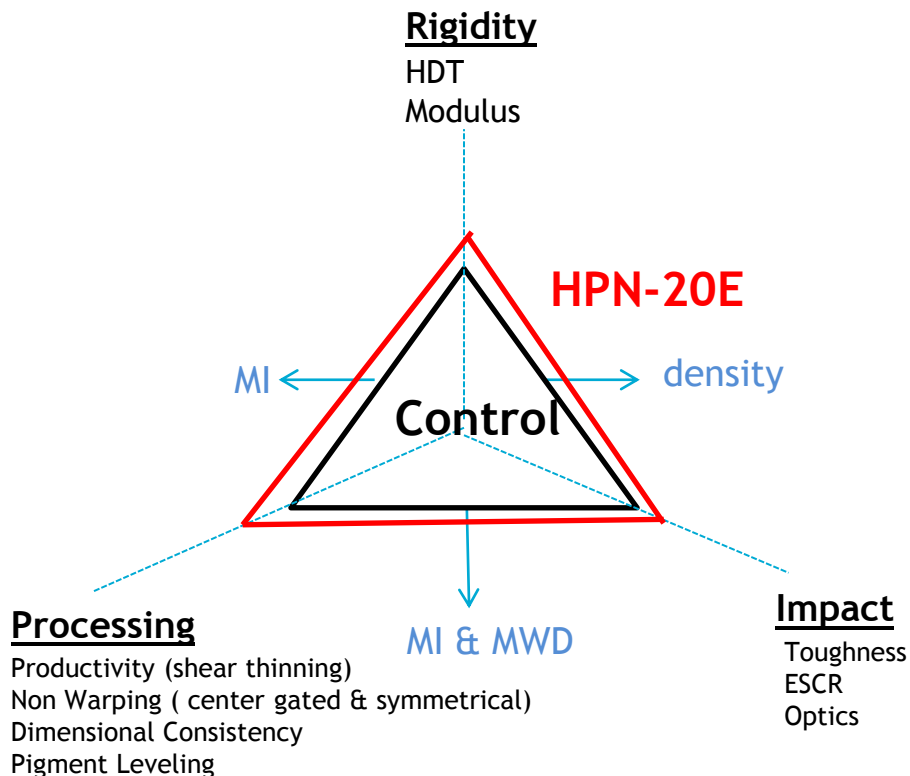 Rigidity
HDT
Modulus
HPN-20E
MI
density
Control
MI & MWD
Processing
Productivity (shear thinning)
Non Warping ( center gated & symmetrical)
Dimensional Consistency
Pigment Leveling
Impact
Toughness
ESCR
Optics